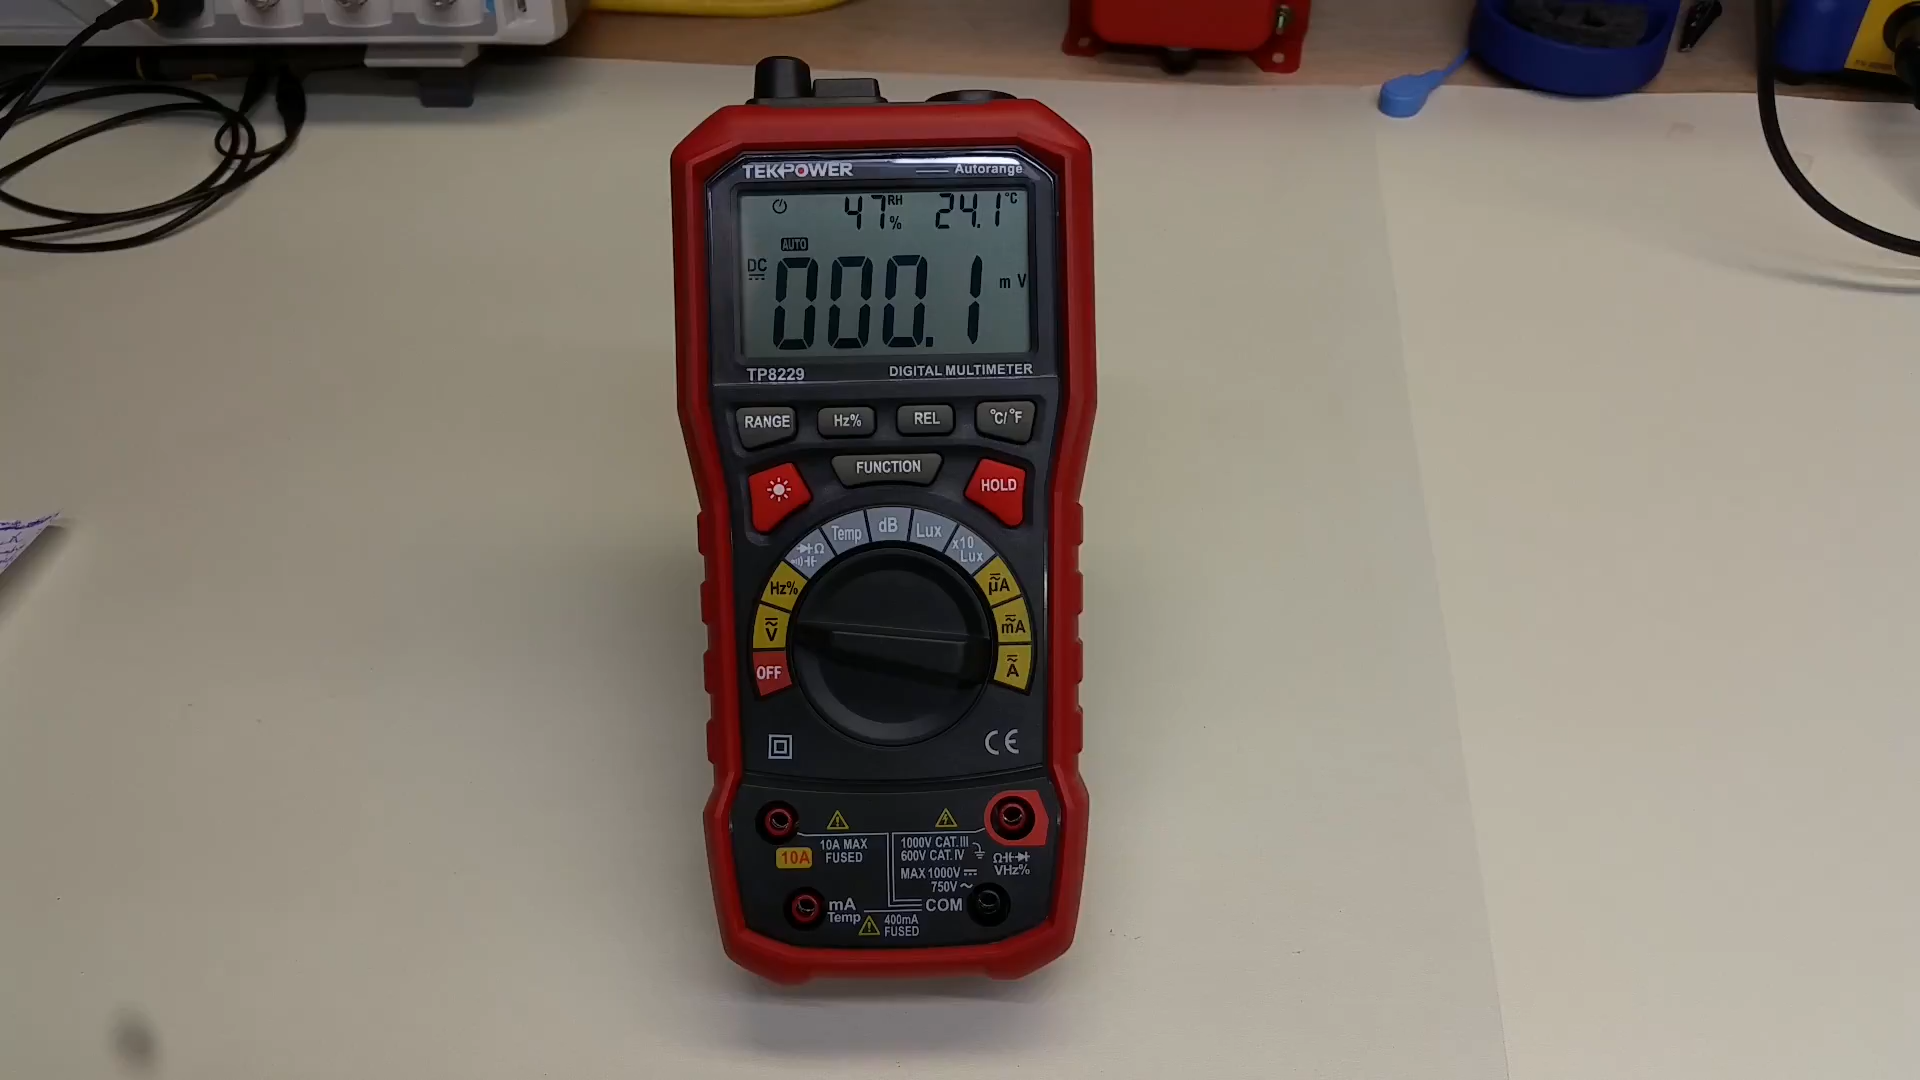 TEKPOWER
Autorange
47 RH % 24.1 °C
AUTO
DC 000.1 m V
TP8229 DIGITAL MULTIMETER
RANGE Hz% REL °C/°F
FUNCTION
HOLD
Temp dB Lux
x10 Lux
Ω
Hz% µA
V mA
OFF A
CE
10A MAX FUSED
10A
1000V CAT. III
600V CAT. IV
MAX 1000V
750V
Ω
VHz%
mA
Temp
COM
400mA
FUSED